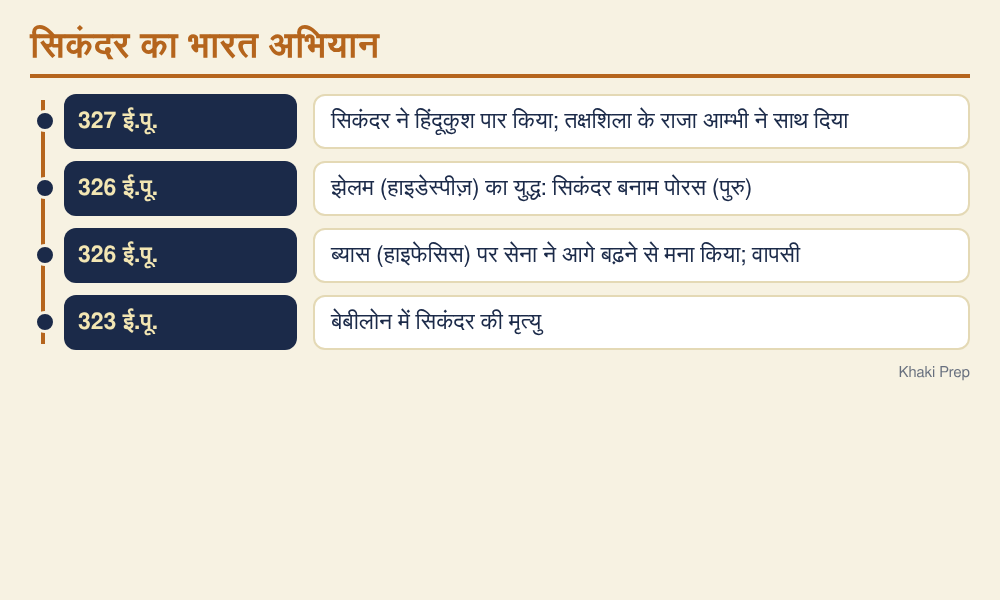 सिकंदर का भारत अभियान
327 ई.पू.
सिकंदर ने हिंदूकुश पार किया; तक्षशिला के राजा आम्भी ने साथ दिया
326 ई.पू.
झेलम (हाइडेस्पीज़) का युद्ध: सिकंदर बनाम पोरस (पुरु)
326 ई.पू.
ब्यास (हाइफेसिस) पर सेना ने आगे बढ़ने से मना किया; वापसी
323 ई.पू.
बेबीलोन में सिकंदर की मृत्यु
Khaki Prep